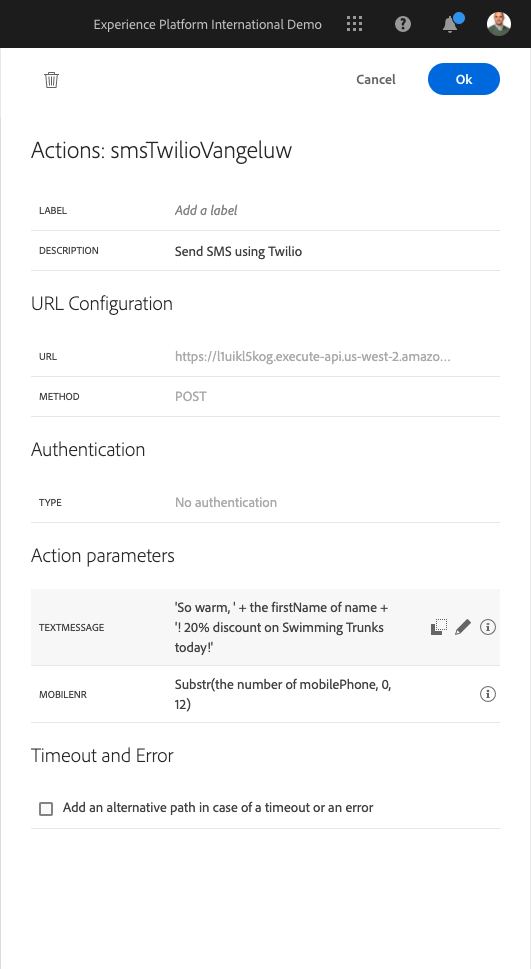 Experience Platform International Demo
Cancel
Ok
Actions: smsTwilioVangeluw
LABEL
Add a label
DESCRIPTION
Send SMS using Twilio
URL Configuration
URL
https://l1uikl5kog.execute-api.us-west-2.amazo...
METHOD
POST
Authentication
TYPE
No authentication
Action parameters
TEXTMESSAGE
'So warm, ' + the firstName of name +
'! 20% discount on Swimming Trunks
today!'
MOBILENR
Substr(the number of mobilePhone, 0,
12)
Timeout and Error
Add an alternative path in case of a timeout or an error